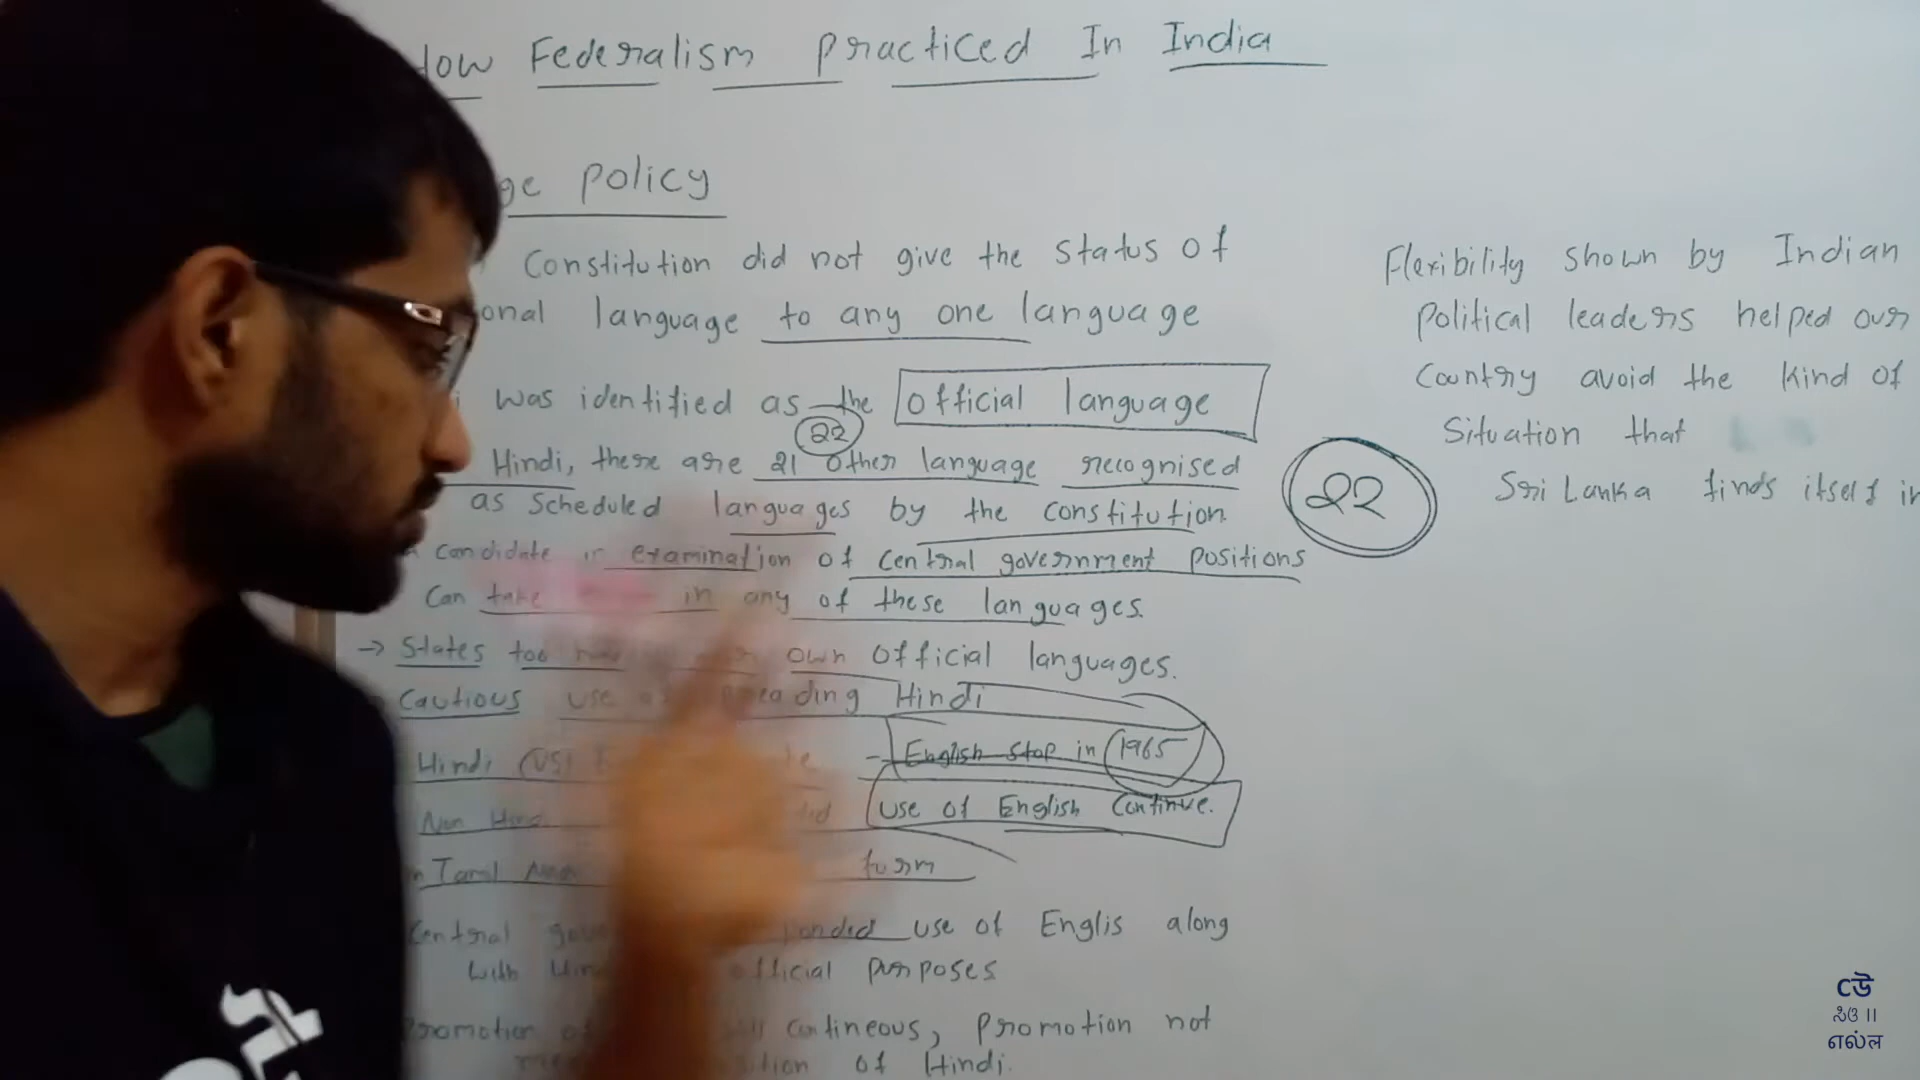 How Federalism Practiced In India
ge policy
Constitution did not give the status of
onal language to any one language
was identified as the official language
22
Hindi, there are 21 other language recognised
as scheduled languages by the constitution
candidate in examination of central government positions
can take in any of these languages.
→ States too own official languages.
Cautious use ading Hindi
Hindi - English stop in 1965
Non use of English continue.
Tamil form
Central use of Englis along
with official purposes
Promotion of contineous, promotion not
of Hindi.
Flexibility shown by Indian
political leaders helped our
country avoid the kind of
situation that
Sri Lanka finds itself in
22